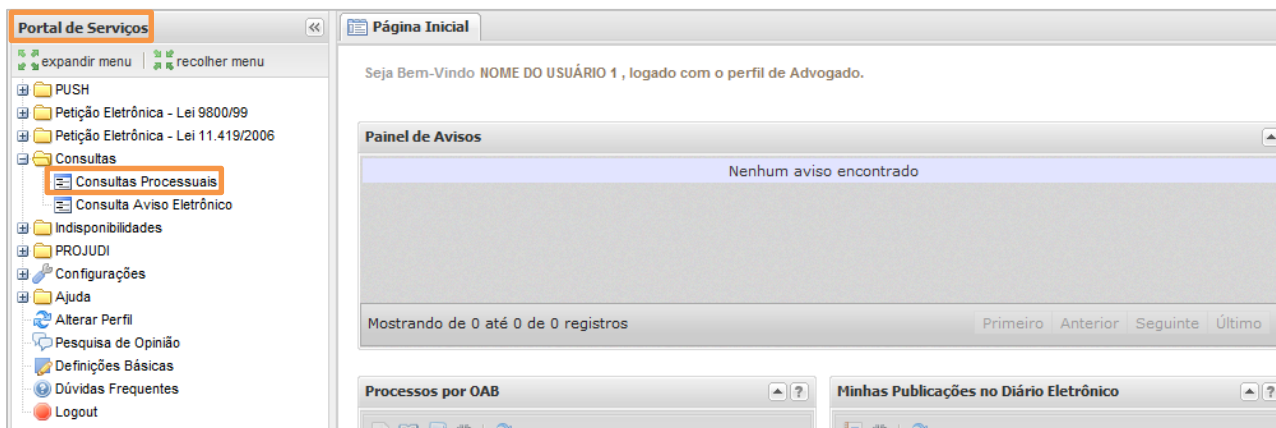 Portal de Serviços
expandir menu | recolher menu
PUSH
Petição Eletrônica - Lei 9800/99
Petição Eletrônica - Lei 11.419/2006
Consultas
Consultas Processuais
Consulta Aviso Eletrônico
Indisponibilidades
PROJUDI
Configurações
Ajuda
Alterar Perfil
Pesquisa de Opinião
Definições Básicas
Dúvidas Frequentes
Logout
Página Inicial
Seja Bem-Vindo NOME DO USUÁRIO 1 , logado com o perfil de Advogado.
Painel de Avisos
Nenhum aviso encontrado
Mostrando de 0 até 0 de 0 registros
Primeiro Anterior Seguinte Último
Processos por OAB ?
Minhas Publicações no Diário Eletrônico ?